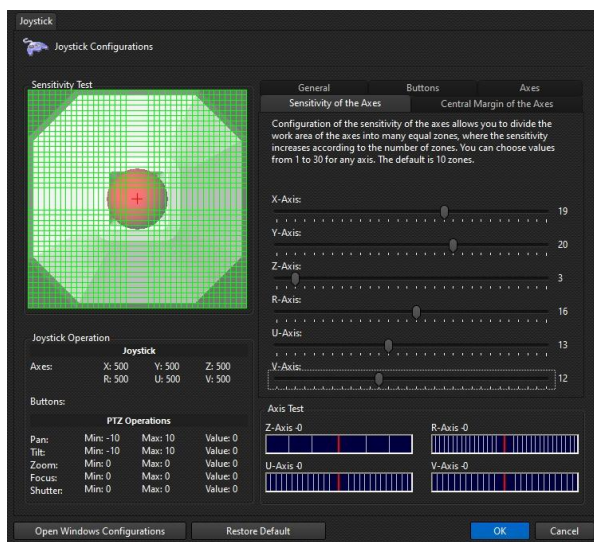 Joystick
Joystick Configurations
Sensitivity Test
General
Buttons
Axes
Sensitivity of the Axes
Central Margin of the Axes
Configuration of the sensitivity of the axes allows you to divide the
work area of the axes into many equal zones, where the sensitivity
increases according to the number of zones. You can choose values
from 1 to 30 for any axis. The default is 10 zones.
X-Axis:
19
Y-Axis:
20
Z-Axis:
3
R-Axis:
16
U-Axis:
13
V-Axis:
12
Joystick Operation
Joystick
Axes: X: 500 Y: 500 Z: 500
R: 500 U: 500 V: 500
Buttons:
PTZ Operations
Pan: Min: -10 Max: 10 Value: 0
Tilt: Min: -10 Max: 10 Value: 0
Zoom: Min: 0 Max: 0 Value: 0
Focus: Min: 0 Max: 0 Value: 0
Shutter: Min: 0 Max: 0 Value: 0
Axis Test
Z-Axis -0
R-Axis -0
U-Axis -0
V-Axis -0
Open Windows Configurations
Restore Default
OK
Cancel